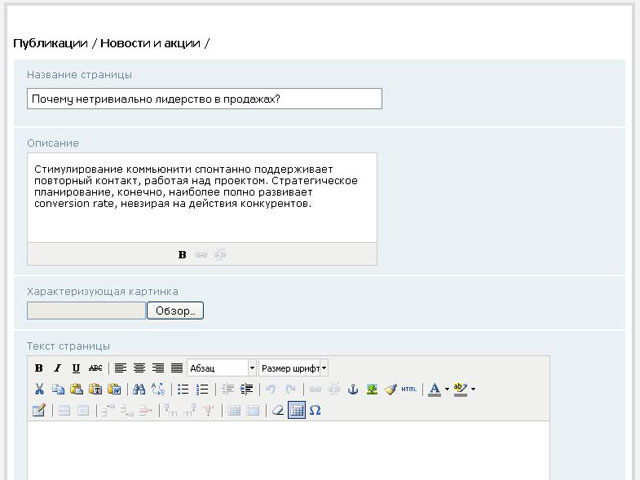 Публикации / Новости и акции /
Название страницы
Почему нетривиально лидерство в продажах?
Описание
Стимулирование коммьюнити спонтанно поддерживает
повторный контакт, работая над проектом. Стратегическое
планирование, конечно, наиболее полно развивает
conversion rate, невзирая на действия конкурентов.
B
Характеризующая картинка
Обзор...
Текст страницы
B I U ABC Абзац Размер шрифт
HTML A ab
Ω